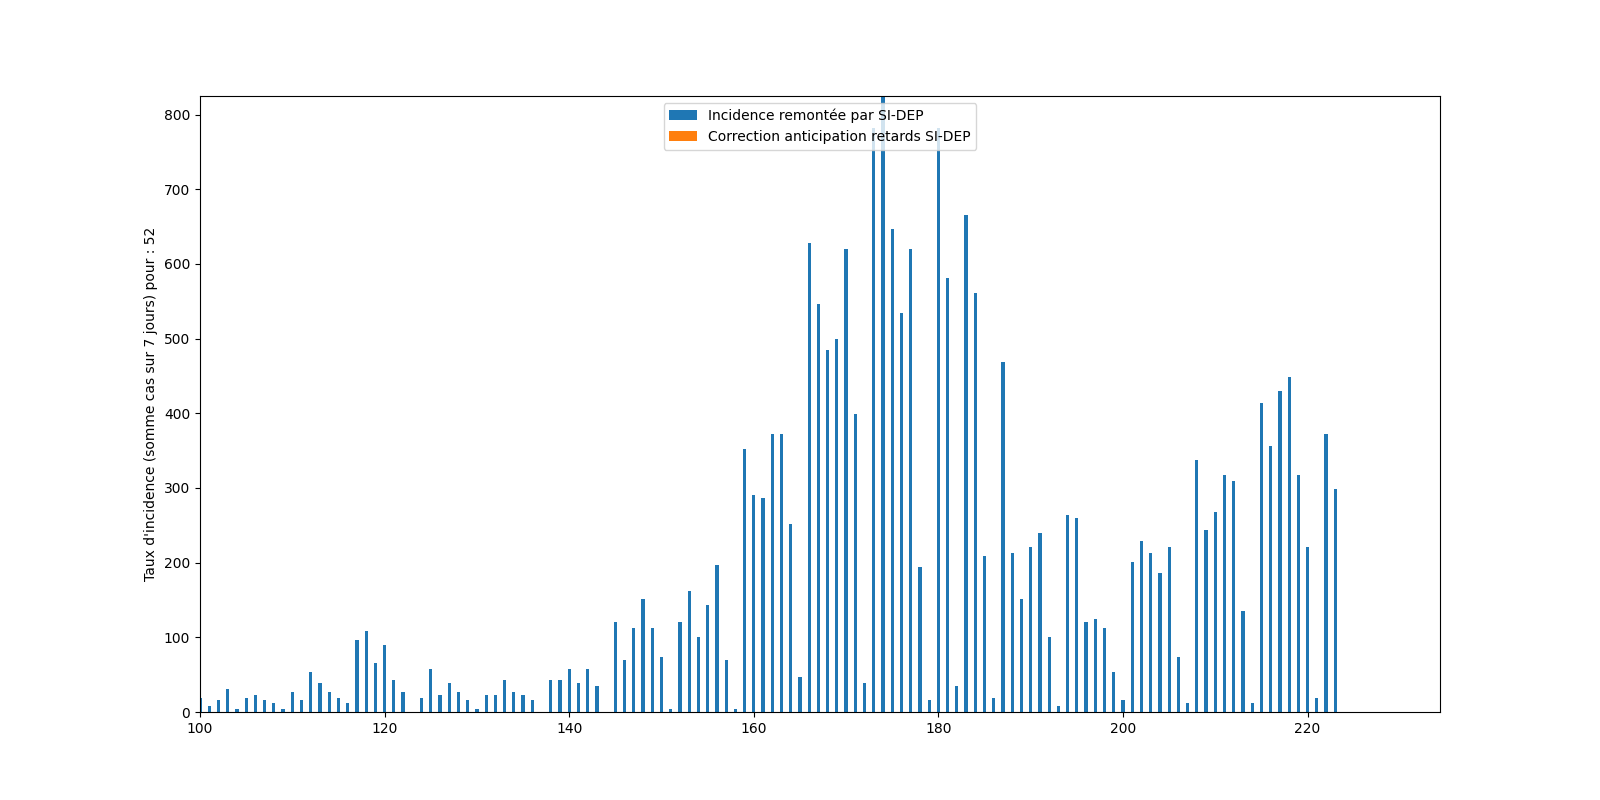 Incidence remontée par SI-DEP
Correction anticipation retards SI-DEP
Taux d'incidence (somme cas sur 7 jours) pour : 52
800
700
600
500
400
300
200
100
0
100 120 140 160 180 200 220